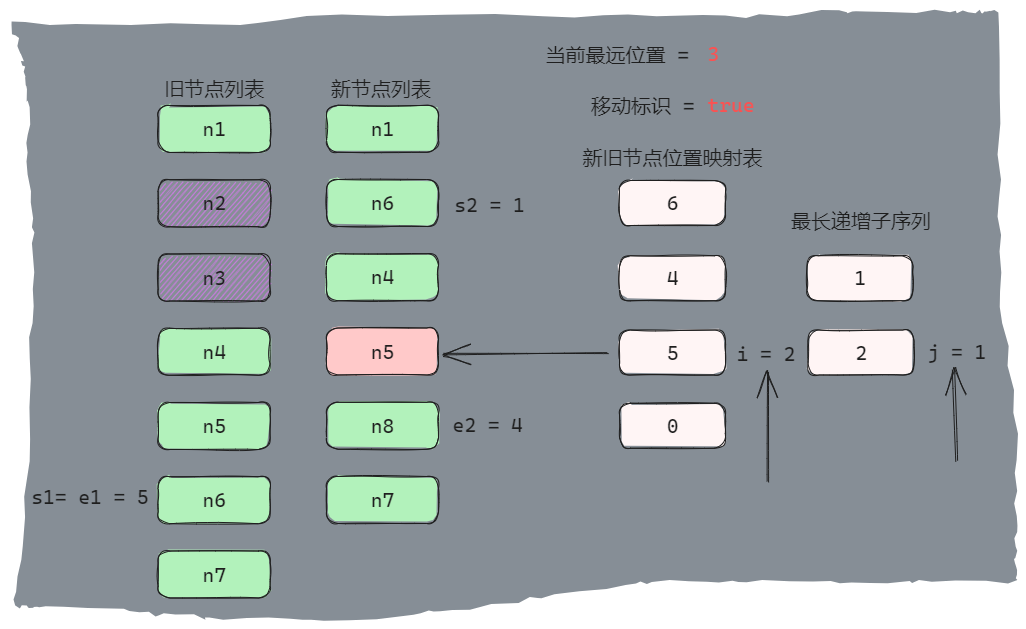 当前最远位置 = 3
移动标识 = true
旧节点列表
n1
n2
n3
n4
n5
s1= e1 = 5
n6
n7
新节点列表
n1
n6
s2 = 1
n4
n5
n8
e2 = 4
n7
新旧节点位置映射表
6
4
5
i = 2
0
最长递增子序列
1
2
j = 1